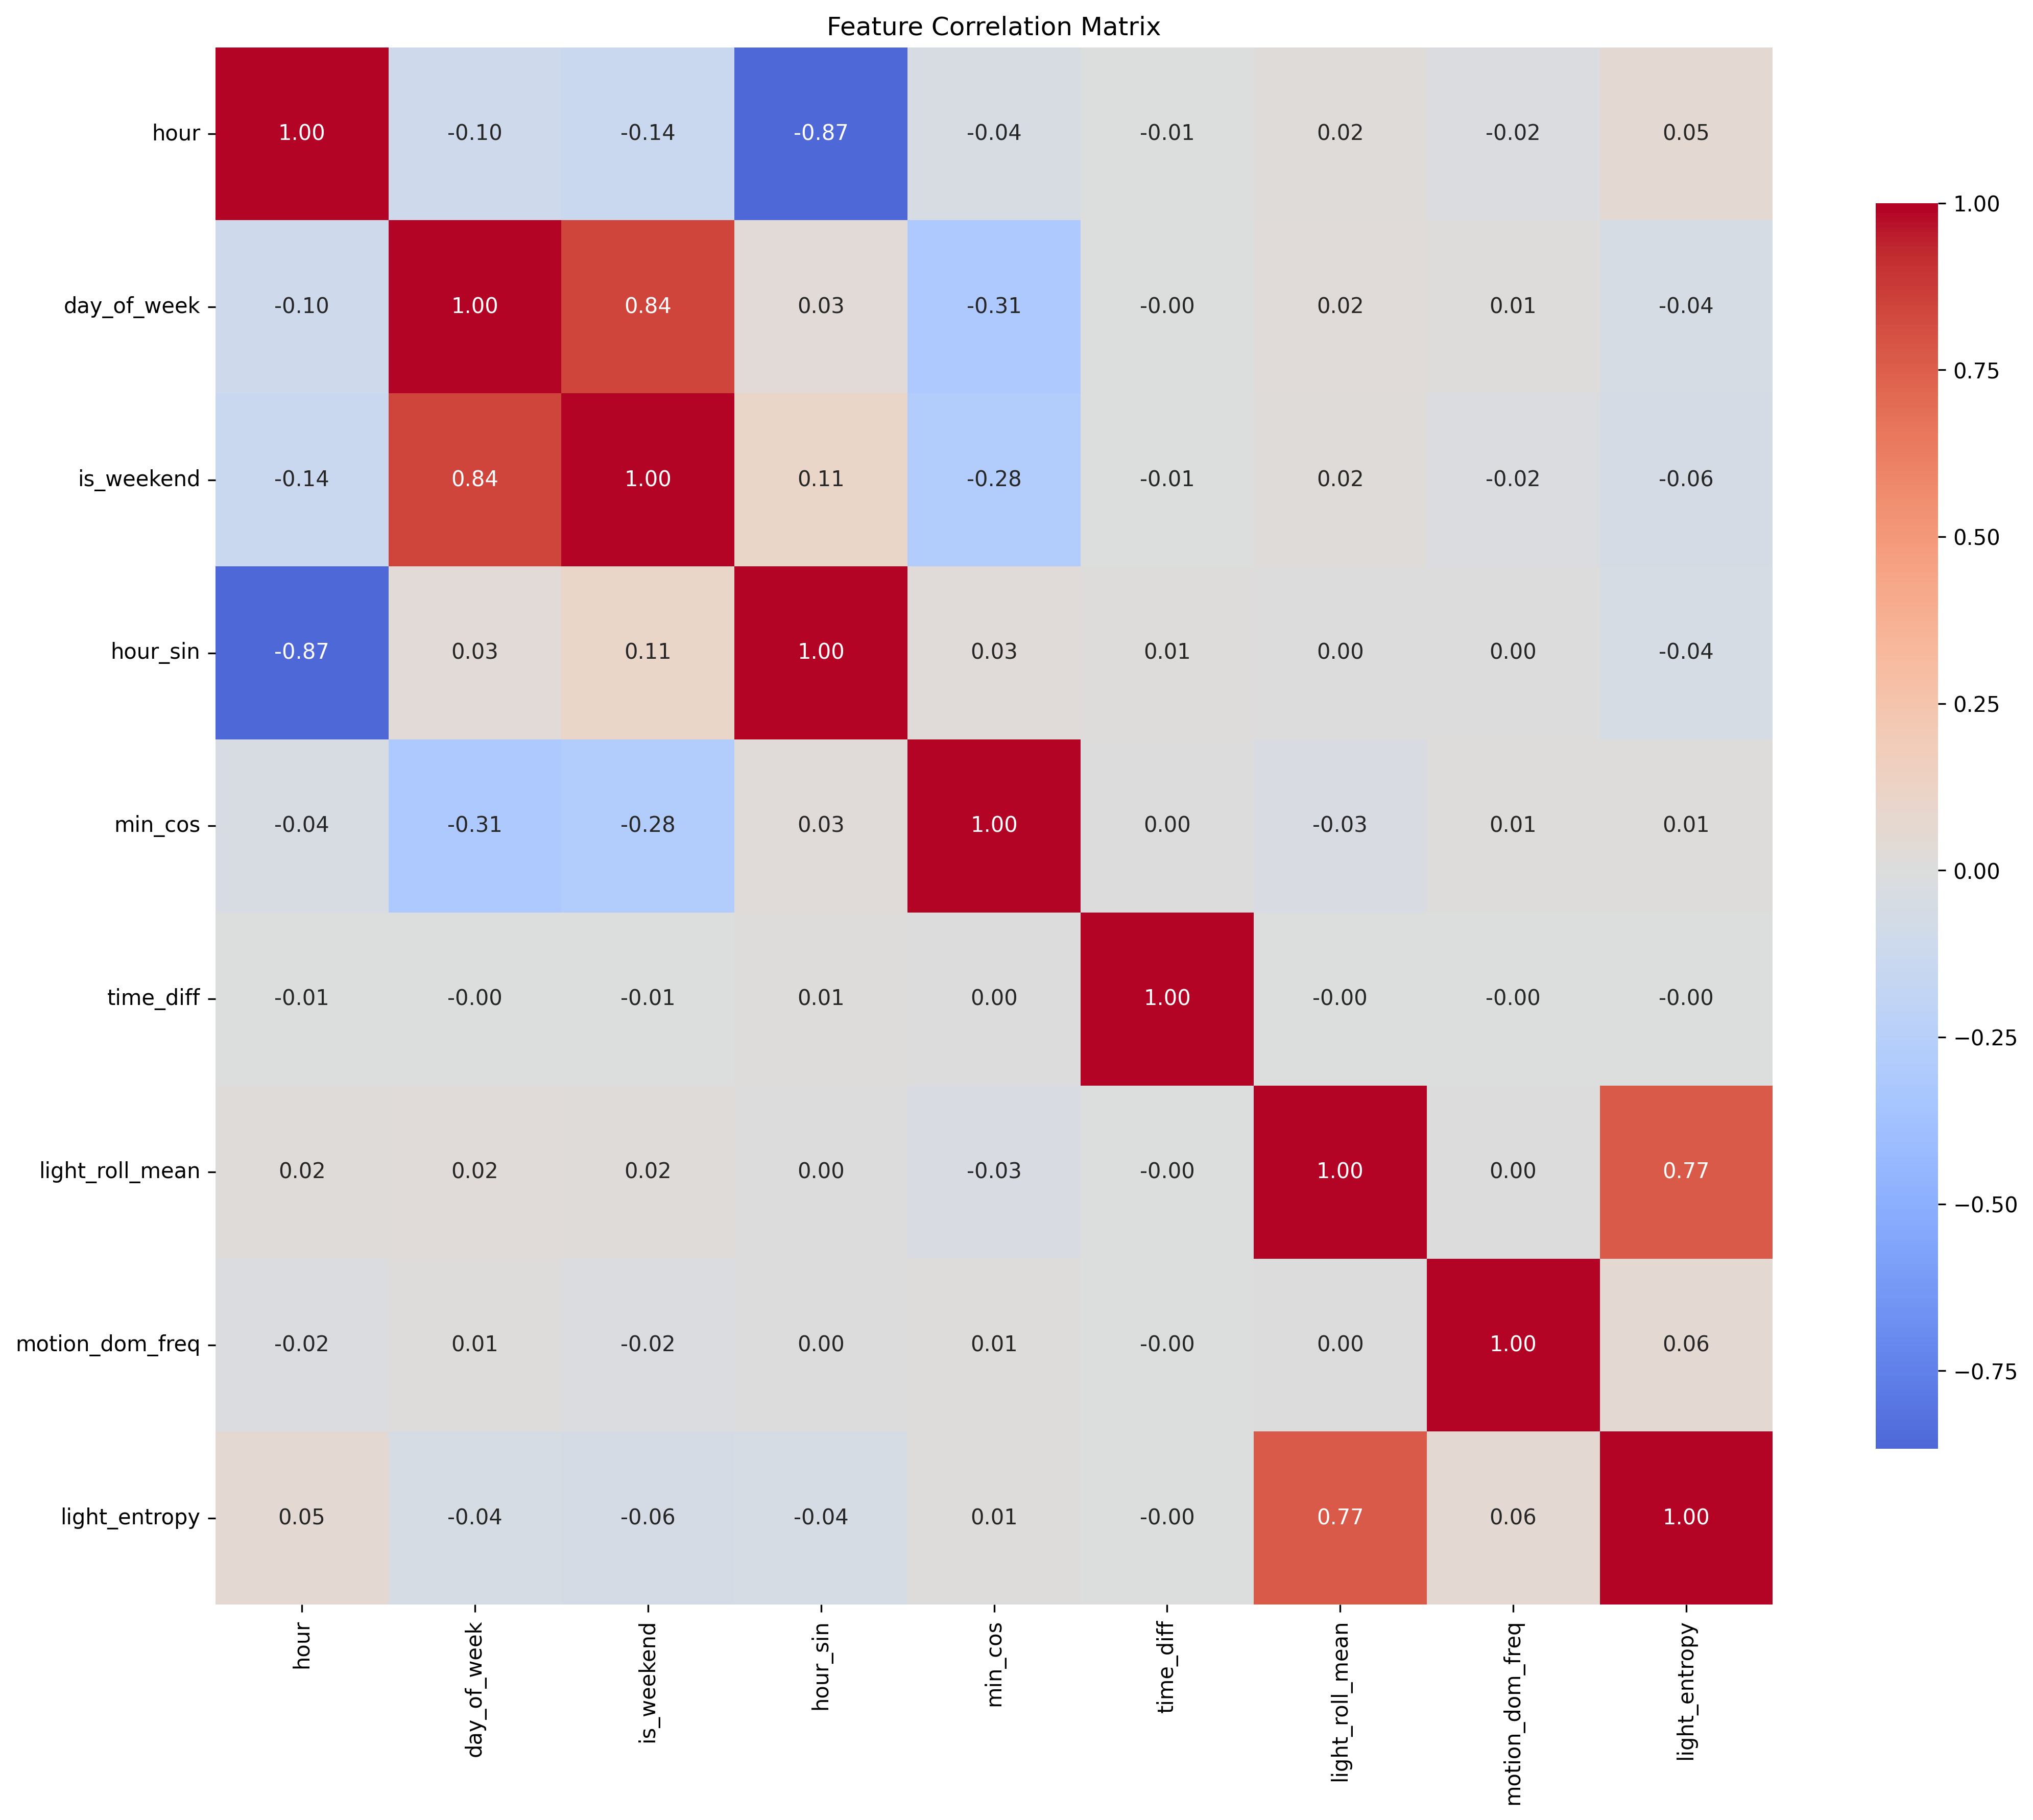 Feature Correlation Matrix
hour 1.00 -0.10 -0.14 -0.87 -0.04 -0.01 0.02 -0.02 0.05
day_of_week -0.10 1.00 0.84 0.03 -0.31 -0.00 0.02 0.01 -0.04
is_weekend -0.14 0.84 1.00 0.11 -0.28 -0.01 0.02 -0.02 -0.06
hour_sin -0.87 0.03 0.11 1.00 0.03 0.01 0.00 0.00 -0.04
min_cos -0.04 -0.31 -0.28 0.03 1.00 0.00 -0.03 0.01 0.01
time_diff -0.01 -0.00 -0.01 0.01 0.00 1.00 -0.00 -0.00 -0.00
light_roll_mean 0.02 0.02 0.02 0.00 -0.03 -0.00 1.00 0.00 0.77
motion_dom_freq -0.02 0.01 -0.02 0.00 0.01 -0.00 0.00 1.00 0.06
light_entropy 0.05 -0.04 -0.06 -0.04 0.01 -0.00 0.77 0.06 1.00
hour day_of_week is_weekend hour_sin min_cos time_diff light_roll_mean motion_dom_freq light_entropy
1.00
0.75
0.50
0.25
0.00
−0.25
−0.50
−0.75